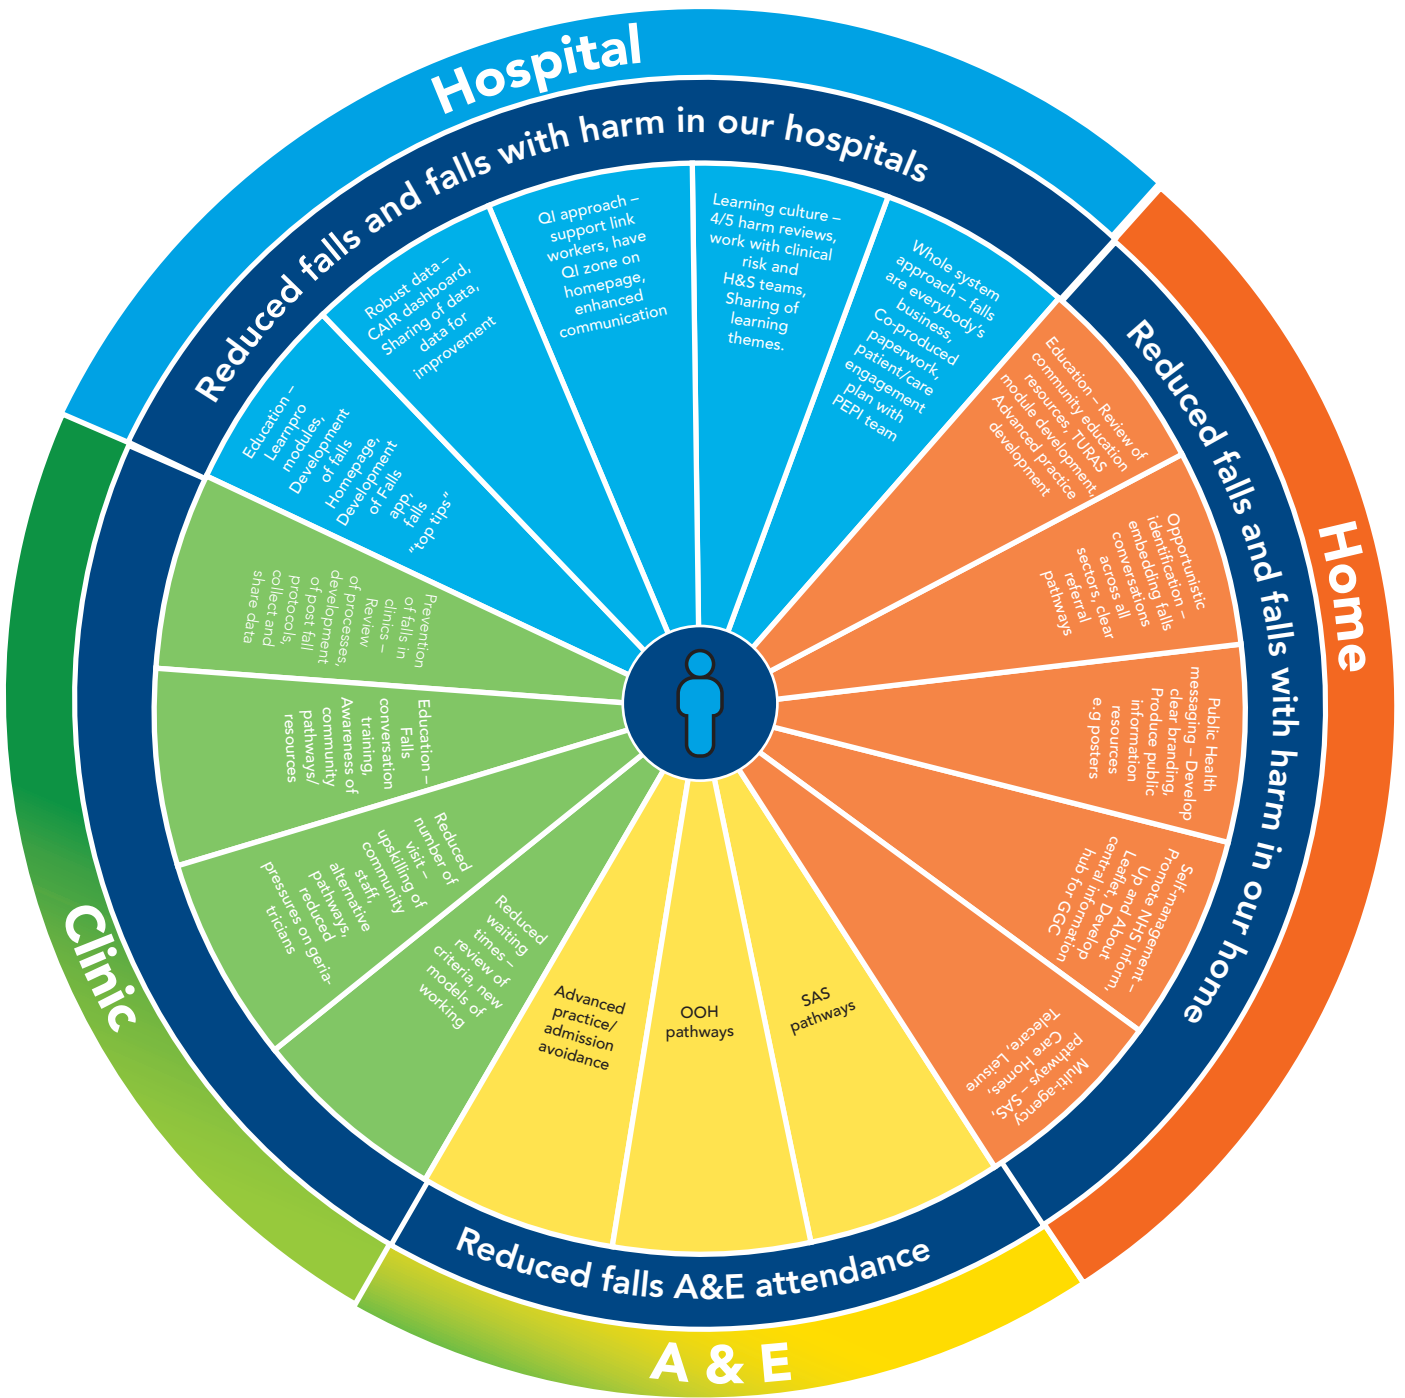 Hospital
Reduced falls and falls with harm in our hospitals
Education –
Learnpro
modules,
Development
of falls
Homepage,
Development
of Falls
app,
falls
“top tips”
Robust data –
CAIR dashboard,
Sharing of data,
data for
improvement
QI approach –
support link
workers, have
QI zone on
homepage,
enhanced
communication
Learning culture –
4/5 harm reviews,
work with clinical
risk and
H&S teams,
Sharing of
learning
themes.
Whole system
approach – falls
are everybody’s
business,
Co-produced
paperwork,
patient/care
engagement
plan with
PEPI team
Home
Reduced falls and falls with harm in our home
Education – Review of
community education
resources, TURAS
module development,
Advanced practice
development
Opportunistic
identification –
embedding falls
conversations
across all
sectors, clear
referral
pathways
Public Health
messaging – Develop
clear branding,
Produce public
information
resources
e.g posters
Self-management –
Promote NHS Inform,
Up and About
Leaflet, Develop
central information
hub for GGC
Multi-agency
pathways – SAS,
Care Homes,
Telecare, Leisure
A & E
Reduced falls A&E attendance
SAS
pathways
OOH
pathways
Advanced
practice/
admission
avoidance
Clinic
Reduced
waiting
times –
review of
criteria, new
models of
working
Reduced
number of
visit –
upskilling of
community
staff,
alternative
pathways,
reduced
pressures on geria-
tricians
Education –
Falls
conversation
training,
Awareness of
community
pathways/
resources
Prevention
of falls in
clinics –
Review
of processes,
development
of post fall
protocols,
collect and
share data